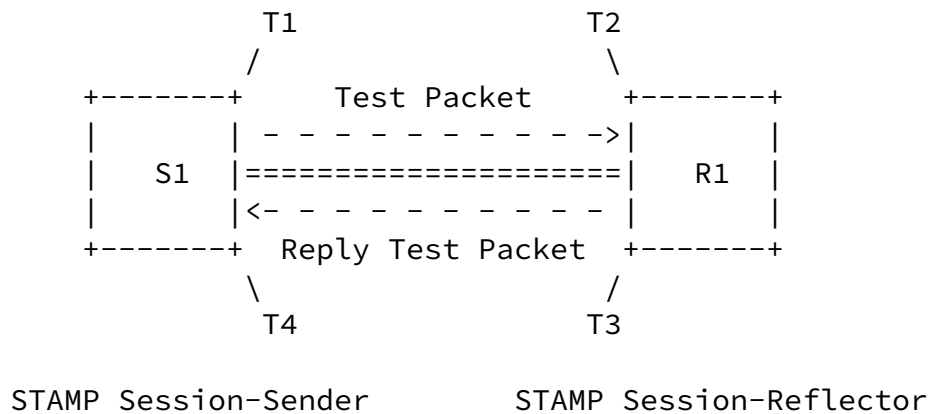 T1 T2
/ \
+-------+ Test Packet +-------+
| | - - - - - - - - - ->| |
| S1 |=====================| R1 |
| |<- - - - - - - - - - | |
+-------+ Reply Test Packet +-------+
\ /
T4 T3
STAMP Session-Sender STAMP Session-Reflector